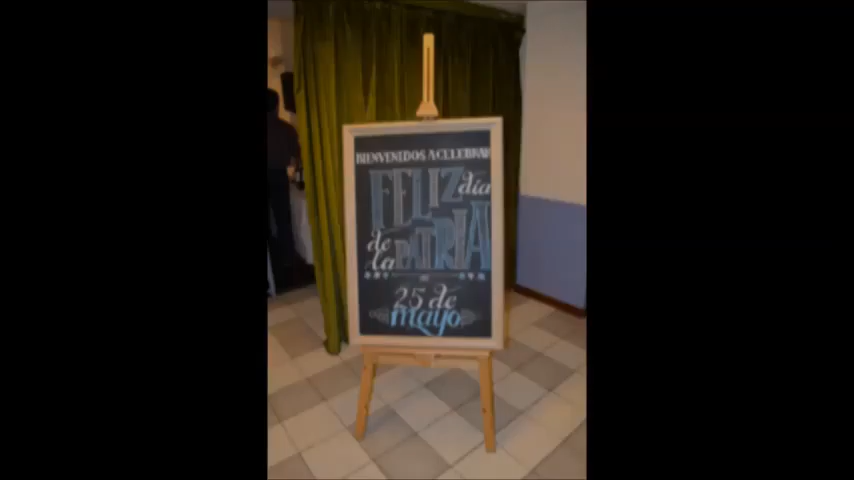 BIENVENIDOS A CELEBRAR
FELIZ día
de la PATRIA
25 de
mayo